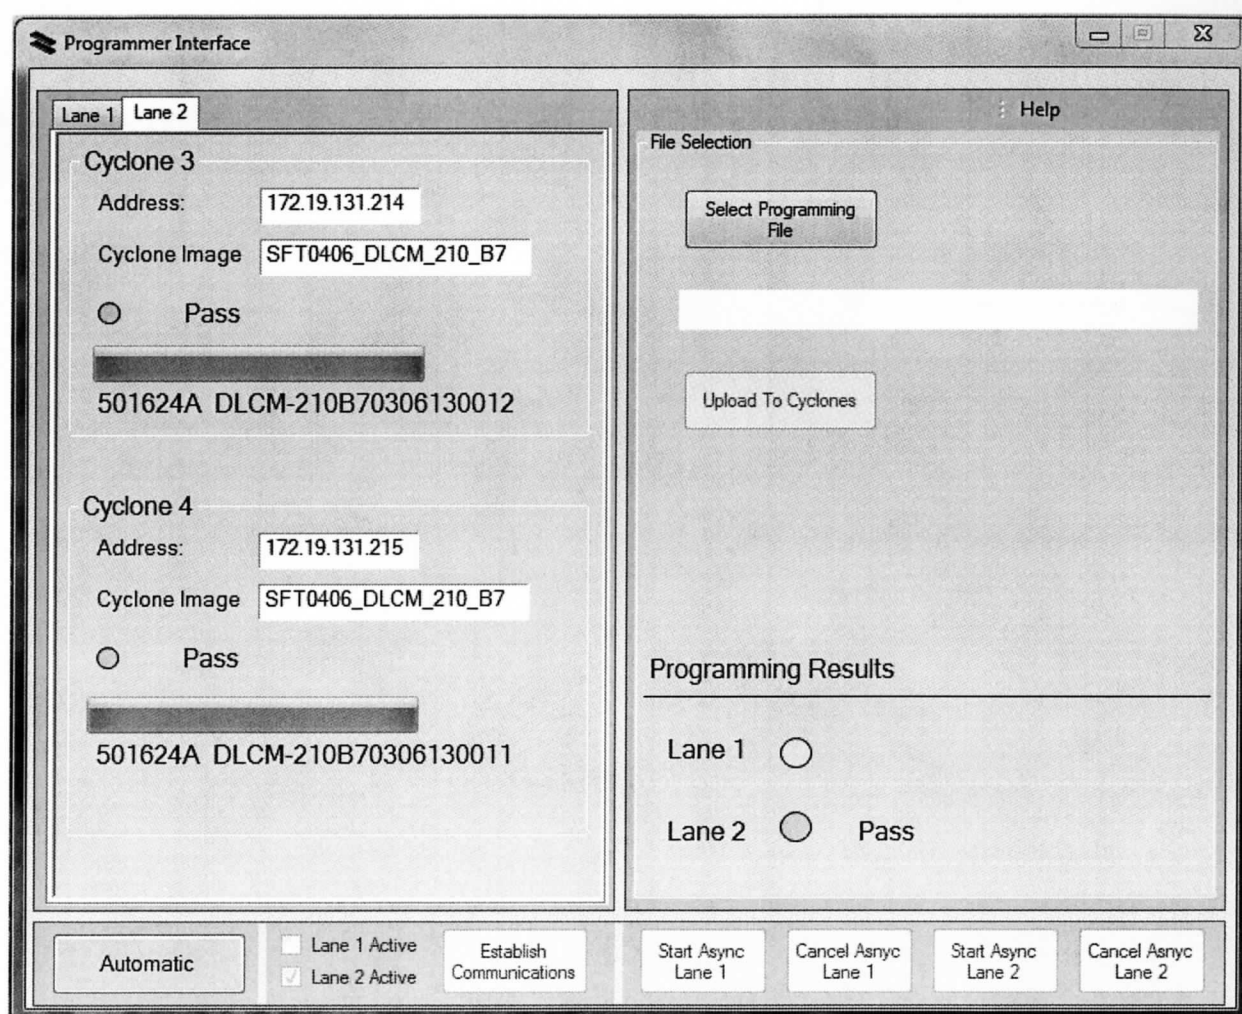 Programmer Interface
Lane 1
Lane 2
Cyclone 3
Address:
172.19.131.214
Cyclone Image
SFT0406_DLCM_210_B7
Pass
501624A DLCM-210B70306130012
Cyclone 4
Address:
172.19.131.215
Cyclone Image
SFT0406_DLCM_210_B7
Pass
501624A DLCM-210B70306130011
Help
File Selection
Select Programming
File
Upload To Cyclones
Programming Results
Lane 1
Lane 2
Pass
Automatic
Lane 1 Active
Lane 2 Active
Establish
Communications
Start Async
Lane 1
Cancel Asnyc
Lane 1
Start Async
Lane 2
Cancel Asnyc
Lane 2